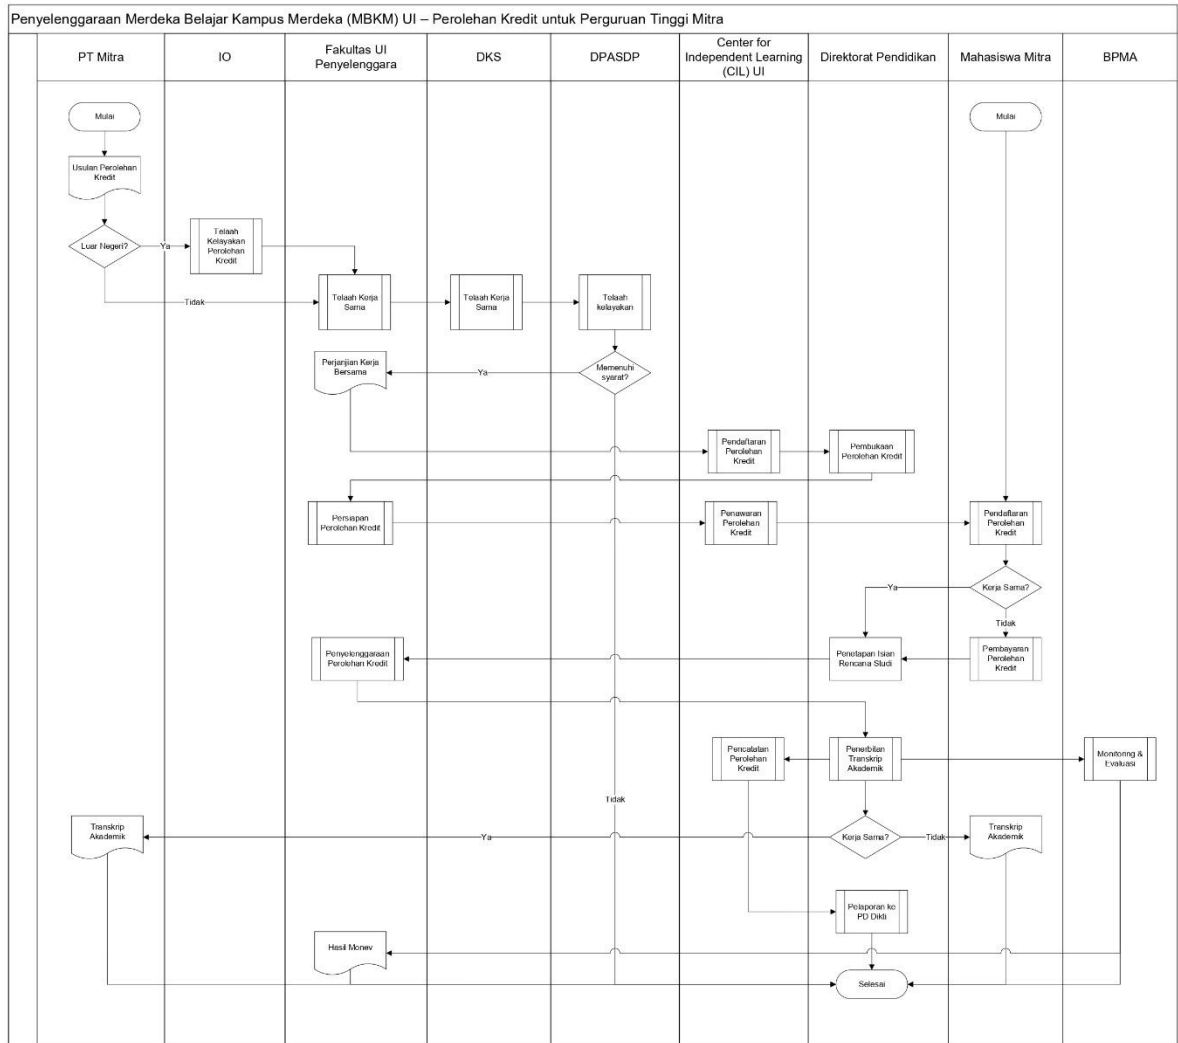 Penyelenggaraan Merdeka Belajar Kampus Merdeka (MBKM) UI – Perolehan Kredit untuk Perguruan Tinggi Mitra
PT Mitra
IO
Fakultas UI
Penyelenggara
DKS
DPASDP
Center for
Independent Learning
(CIL) UI
Direktorat Pendidikan
Mahasiswa Mitra
BPMA
Mulai
Mulai
Usulan Perolehan
Kredit
Luar Negeri?
Ya
Telaah
Kelayakan
Perolehan
Kredit
Tidak
Telaah Kerja
Sama
Telaah Kerja
Sama
Telaah
kelayakan
Perjanjian Kerja
Bersama
Ya
Memenuhi
syarat?
Pendaftaran
Perolehan
Kredit
Pembukaan
Perolehan Kredit
Persiapan
Perolehan Kredit
Penawaran
Perolehan
Kredit
Pendaftaran
Perolehan
Kredit
Ya
Kerja Sama?
Tidak
Penyelenggaraan
Perolehan Kredit
Penetapan Isian
Rencana Studi
Pembayaran
Perolehan
Kredit
Pencatatan
Perolehan
Kredit
Penerbitan
Transkrip
Akademik
Monitoring &
Evaluasi
Tidak
Transkrip
Akademik
Ya
Kerja Sama?
Tidak
Transkrip
Akademik
Pelaporan ke
PD Dikti
Hasil Monev
Selesai